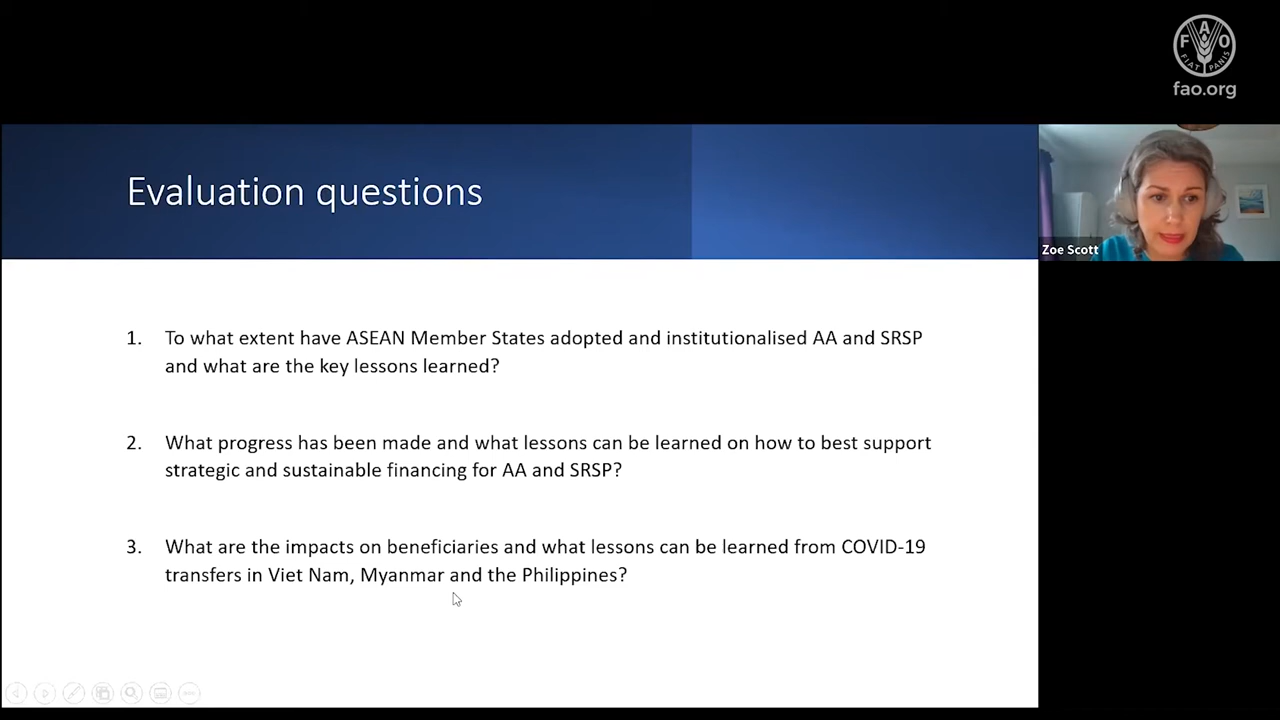 FAO
FIAT PANIS
fao.org
Evaluation questions
Zoe Scott
1. To what extent have ASEAN Member States adopted and institutionalised AA and SRSP
and what are the key lessons learned?
2. What progress has been made and what lessons can be learned on how to best support
strategic and sustainable financing for AA and SRSP?
3. What are the impacts on beneficiaries and what lessons can be learned from COVID-19
transfers in Viet Nam, Myanmar and the Philippines?